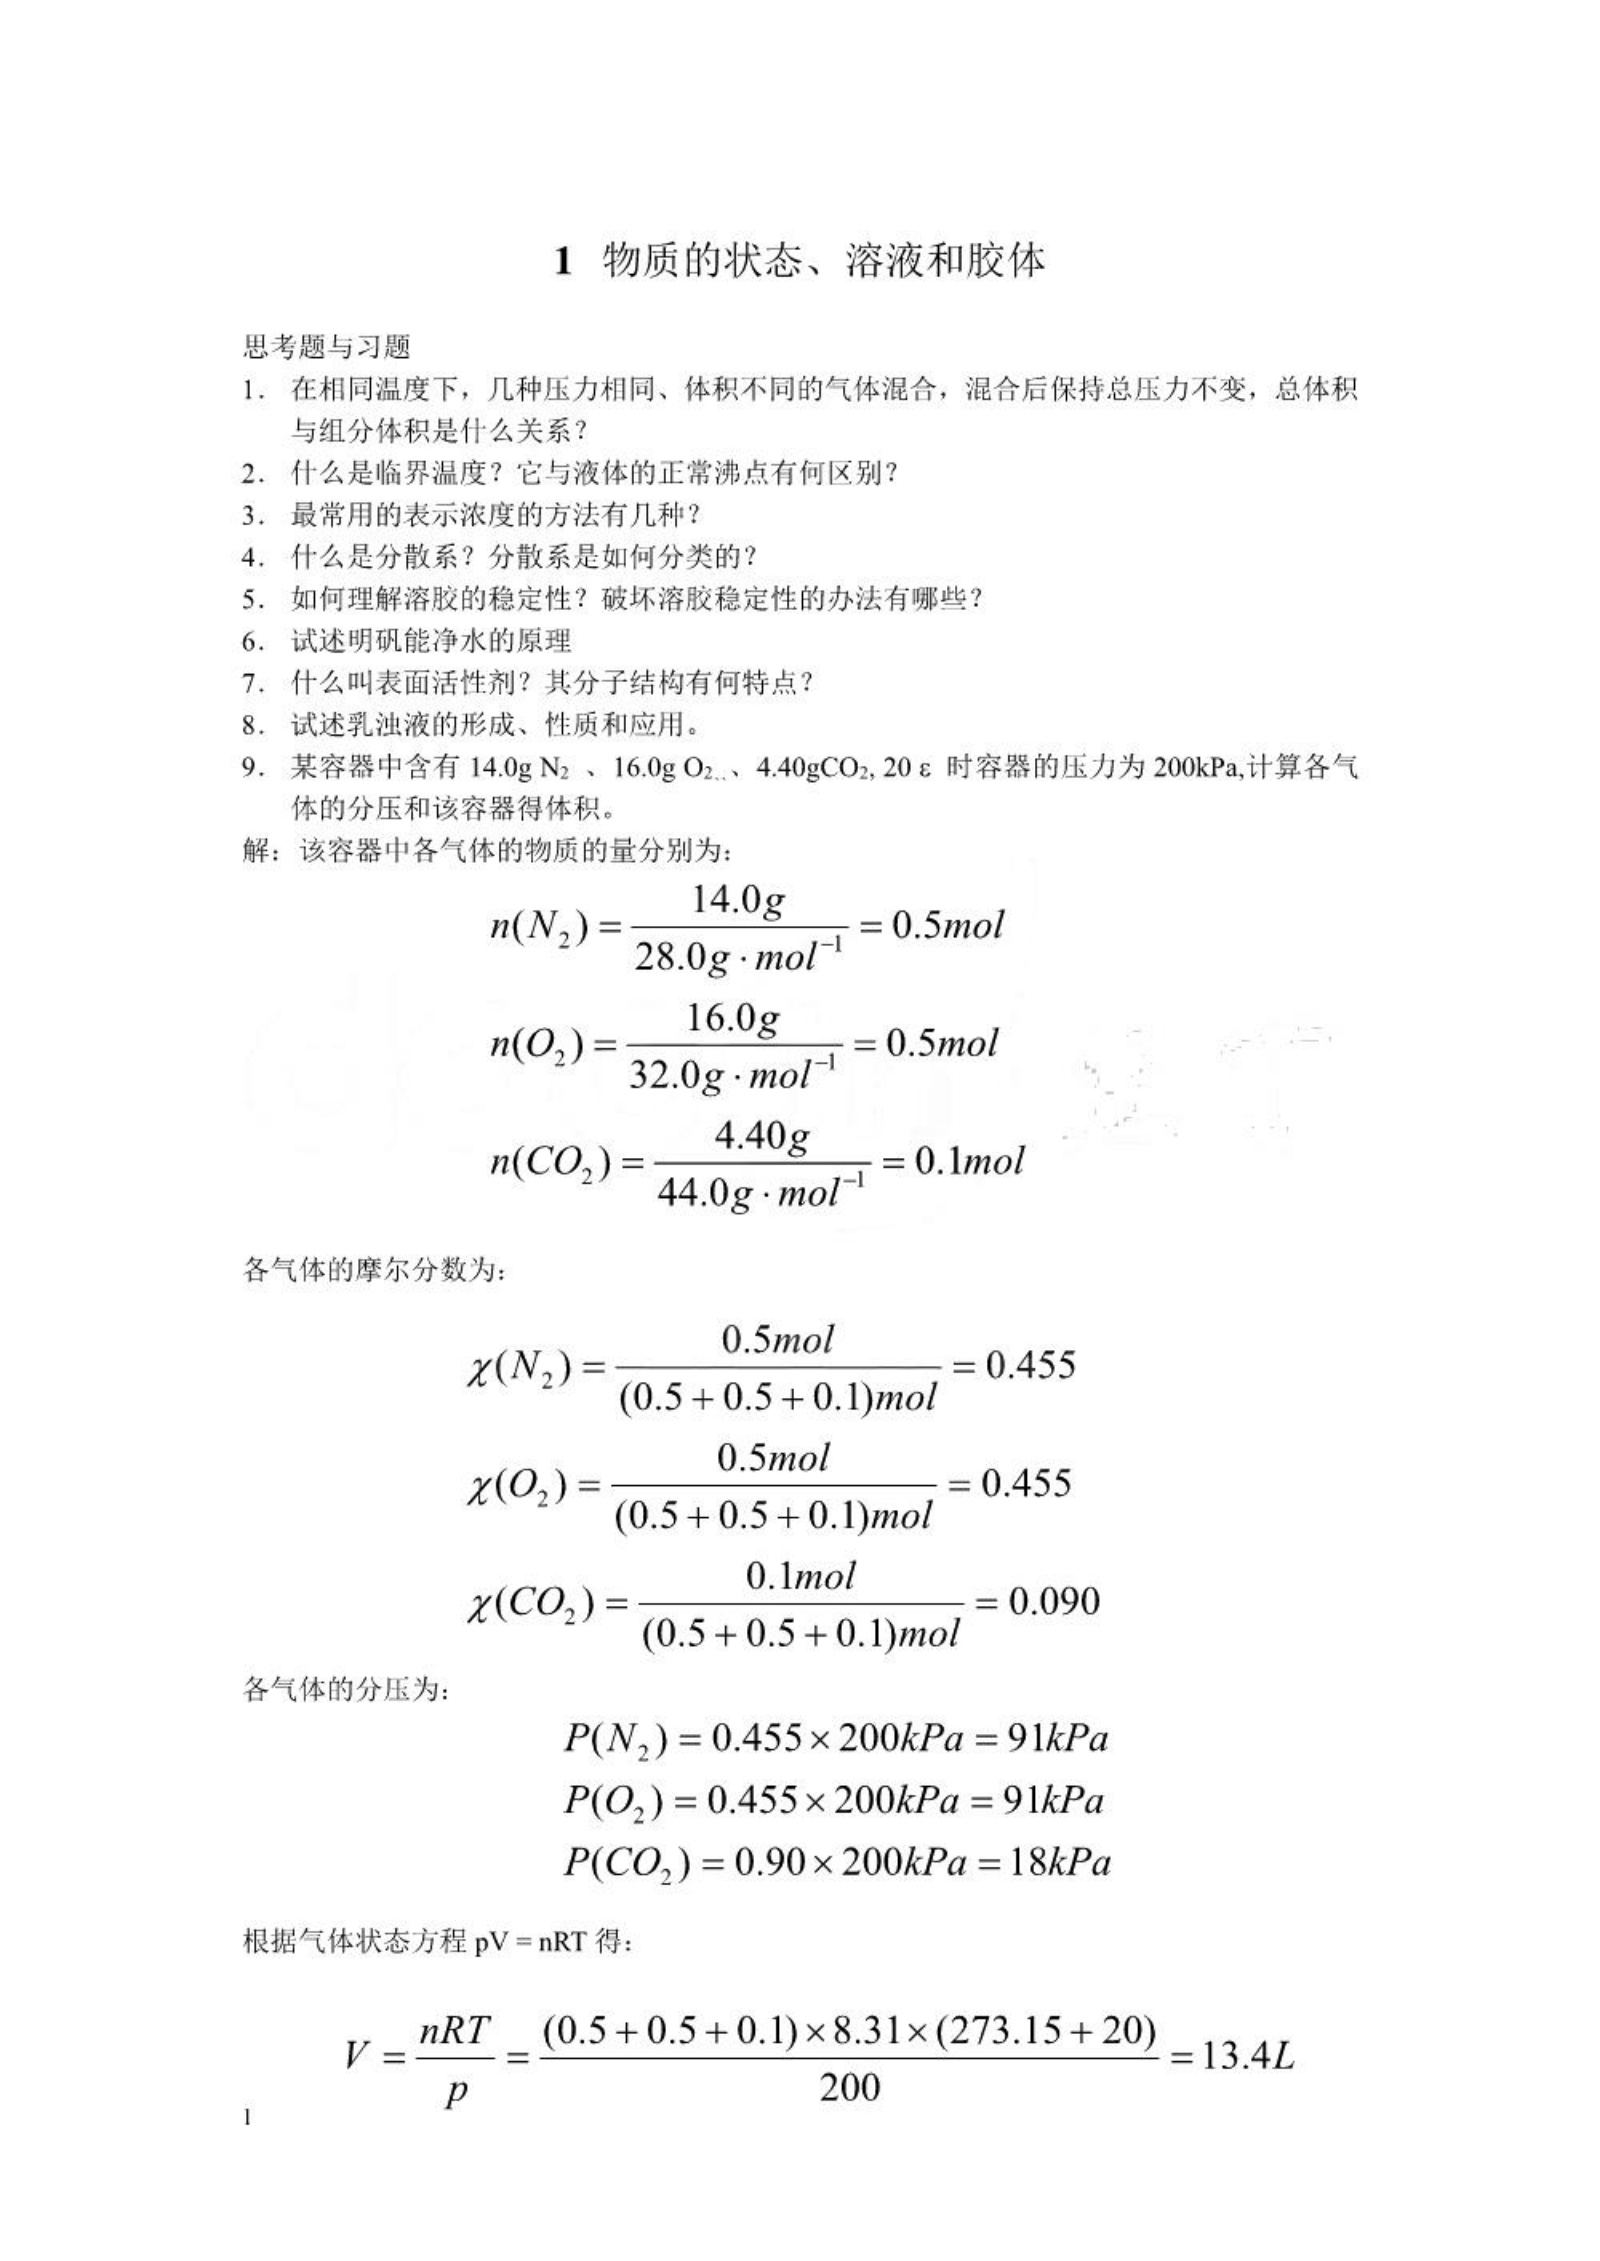 1 物质的状态、溶液和胶体
思考题与习题
1. 在相同温度下，几种压力相同、体积不同的气体混合，混合后保持总压力不变，总体积
与组分体积是什么关系？
2. 什么是临界温度？它与液体的正常沸点有何区别？
3. 最常用的表示浓度的方法有几种？
4. 什么是分散系？分散系是如何分类的？
5. 如何理解溶胶的稳定性？破坏溶胶稳定性的办法有哪些？
6. 试述明矾能净水的原理
7. 什么叫表面活性剂？其分子结构有何特点？
8. 试述乳浊液的形成、性质和应用。
9. 某容器中含有 14.0g N₂ 、16.0g O₂..、4.40gCO₂, 20 ε 时容器的压力为 200kPa,计算各气
体的分压和该容器得体积。
解：该容器中各气体的物质的量分别为：
n(N₂) = 14.0g / 28.0g · mol⁻¹ = 0.5mol
n(O₂) = 16.0g / 32.0g · mol⁻¹ = 0.5mol
n(CO₂) = 4.40g / 44.0g · mol⁻¹ = 0.1mol
各气体的摩尔分数为：
χ(N₂) = 0.5mol / (0.5 + 0.5 + 0.1)mol = 0.455
χ(O₂) = 0.5mol / (0.5 + 0.5 + 0.1)mol = 0.455
χ(CO₂) = 0.1mol / (0.5 + 0.5 + 0.1)mol = 0.090
各气体的分压为：
P(N₂) = 0.455 × 200kPa = 91kPa
P(O₂) = 0.455 × 200kPa = 91kPa
P(CO₂) = 0.90 × 200kPa = 18kPa
根据气体状态方程 pV = nRT 得：
V = nRT / p = (0.5 + 0.5 + 0.1) × 8.31 × (273.15 + 20) / 200 = 13.4L
1